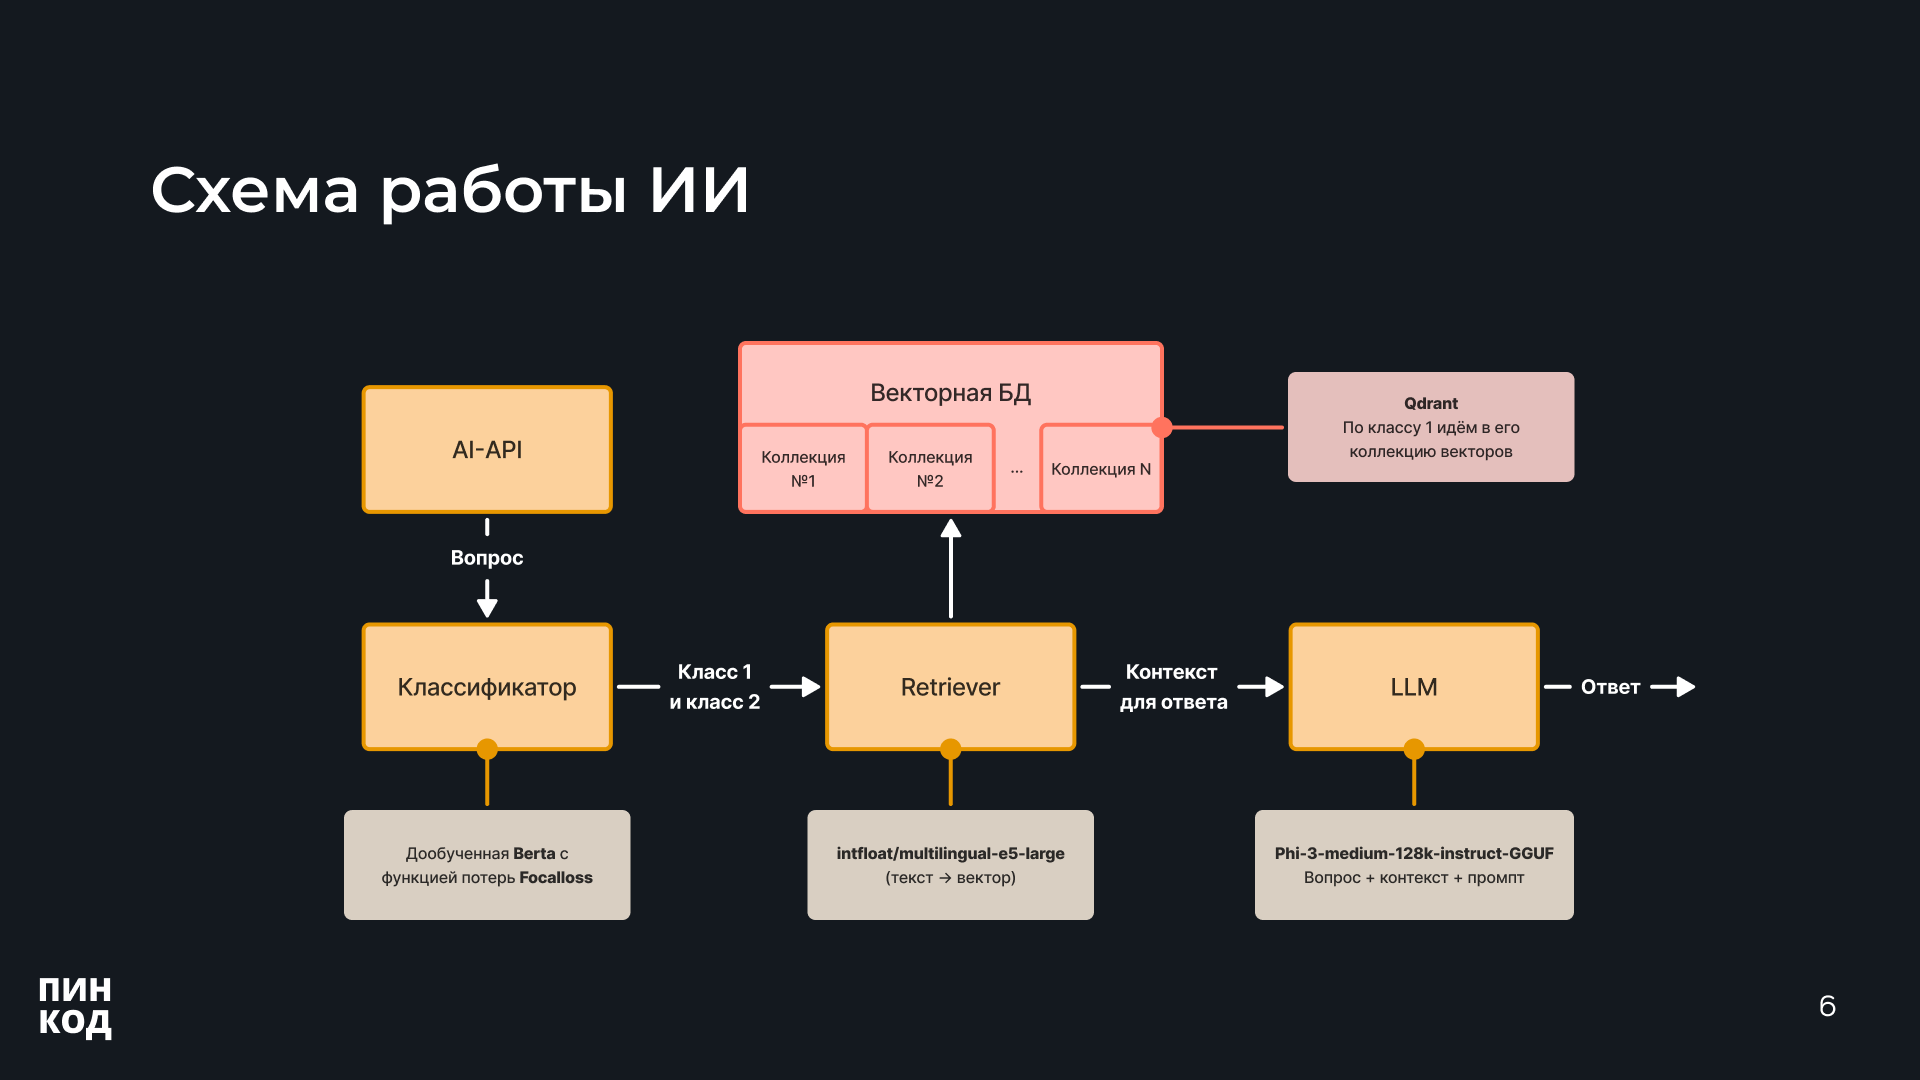 Схема работы ИИ
AI-API
Векторная БД
Коллекция
№1
Коллекция
№2
...
Коллекция N
Qdrant
По классу 1 идём в его
коллекцию векторов
Вопрос
Классификатор
Класс 1
и класс 2
Retriever
Контекст
для ответа
LLM
Ответ
Дообученная Berta с
функцией потерь Focalloss
intfloat/multilingual-e5-large
(текст → вектор)
Phi-3-medium-128k-instruct-GGUF
Вопрос + контекст + промпт
ПИН
КОД
6